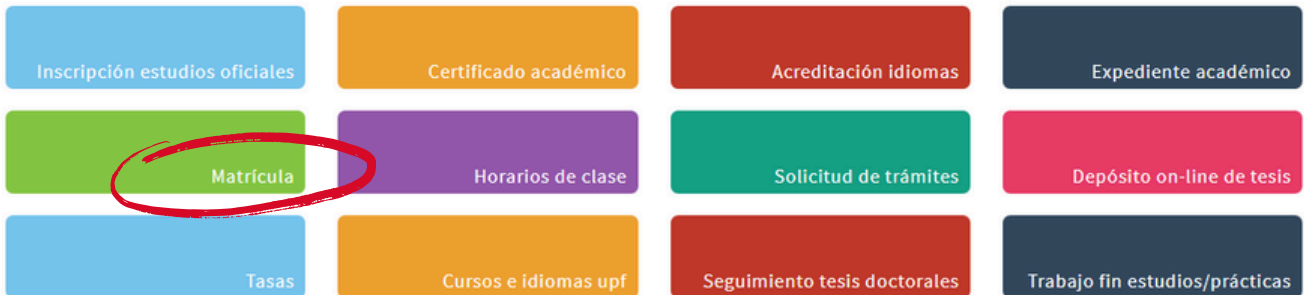 Inscripción estudios oficiales
Certificado académico
Acreditación idiomas
Expediente académico
Matrícula
Horarios de clase
Solicitud de trámites
Depósito on-line de tesis
Tasas
Cursos e idiomas upf
Seguimiento tesis doctorales
Trabajo fin estudios/prácticas